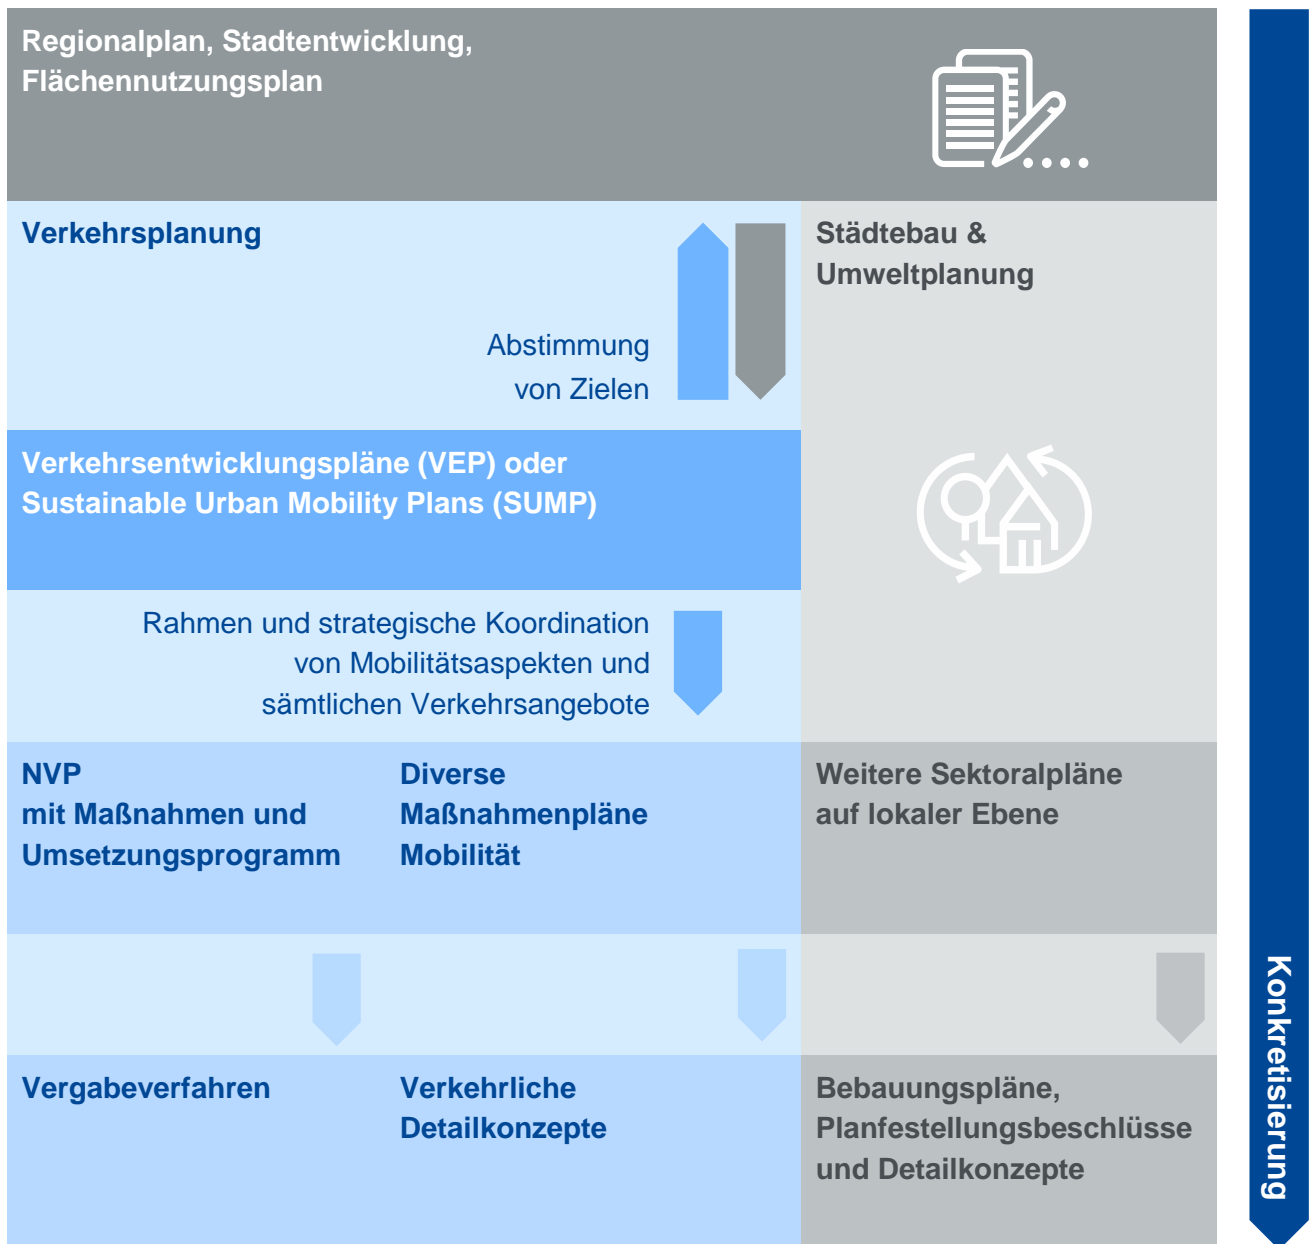 Regionalplan, Stadtentwicklung,
Flächennutzungsplan
Verkehrsplanung
Abstimmung
von Zielen
Städtebau &
Umweltplanung
Verkehrsentwicklungspläne (VEP) oder
Sustainable Urban Mobility Plans (SUMP)
Rahmen und strategische Koordination
von Mobilitätsaspekten und
sämtlichen Verkehrsangebote
NVP
mit Maßnahmen und
Umsetzungsprogramm
Diverse
Maßnahmenpläne
Mobilität
Weitere Sektoralpläne
auf lokaler Ebene
Vergabeverfahren
Verkehrliche
Detailkonzepte
Bebauungspläne,
Planfestellungsbeschlüsse
und Detailkonzepte
Konkretisierung